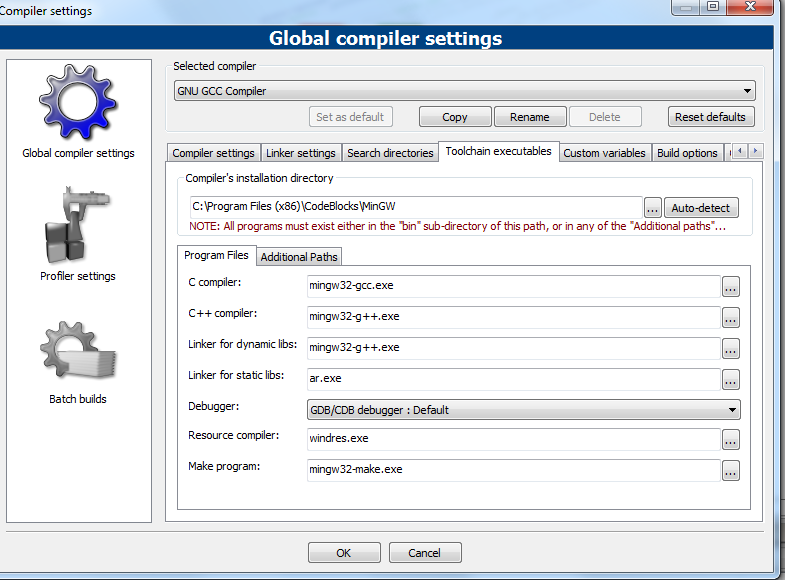 Compiler settings
Global compiler settings
Global compiler settings
Profiler settings
Batch builds
Selected compiler
GNU GCC Compiler
Set as default Copy Rename Delete Reset defaults
Compiler settings Linker settings Search directories Toolchain executables Custom variables Build options
Compiler's installation directory
C:\Program Files (x86)\CodeBlocks\MinGW ... Auto-detect
NOTE: All programs must exist either in the "bin" sub-directory of this path, or in any of the "Additional paths"...
Program Files Additional Paths
C compiler: mingw32-gcc.exe ...
C++ compiler: mingw32-g++.exe ...
Linker for dynamic libs: mingw32-g++.exe ...
Linker for static libs: ar.exe ...
Debugger: GDB/CDB debugger : Default
Resource compiler: windres.exe ...
Make program: mingw32-make.exe ...
OK Cancel